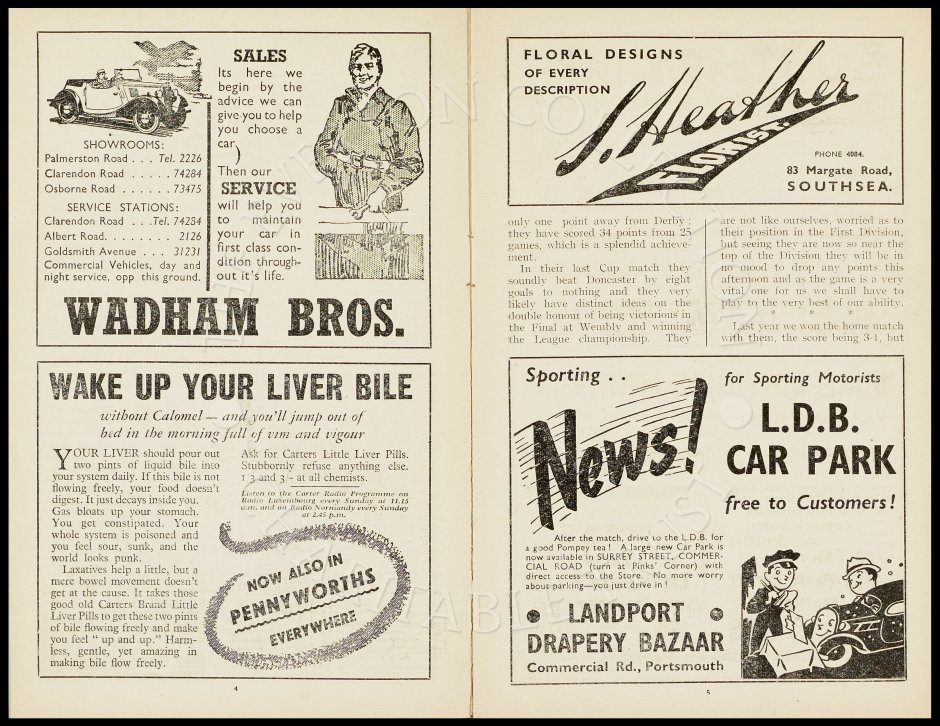 SALES
Its here we
begin by the
advice we can
give you to help
you choose a
car)
Then our
SERVICE
will help you
to maintain
your car in
first class con-
dition through-
out it's life.
SHOWROOMS:
Palmerston Road . . . Tel. 2226
Clarendon Road . . . . . 74284
Osborne Road . . . . . . 73475
SERVICE STATIONS:
Clarendon Road . . .Tel. 74284
Albert Road. . . . . . . . 2126
Goldsmith Avenue . . . 31231
Commercial Vehicles, day and
night service, opp this ground.
WADHAM BROS.
WAKE UP YOUR LIVER BILE
without Calomel — and you'll jump out of
bed in the morning full of vim and vigour
YOUR LIVER should pour out
two pints of liquid bile into
your system daily. If this bile is not
flowing freely, your food doesn't
digest. It just decays inside you.
Gas bloats up your stomach.
You get constipated. Your
whole system is poisoned and
you feel sour, sunk, and the
world looks punk.
Laxatives help a little, but a
mere bowel movement doesn't
get at the cause. It takes those
good old Carters Brand Little
Liver Pills to get these two pints
of bile flowing freely and make
you feel " up and up." Harm-
less, gentle, yet amazing in
making bile flow freely.
Ask for Carters Little Liver Pills.
Stubbornly refuse anything else.
1 3 and 3/- at all chemists.
Listen to the Carter Radio Programme on
Radio Luxembourg every Sunday at 11.15
a.m. and on Radio Normandy every Sunday
at 2.45 p.m.
NOW ALSO IN
PENNYWORTHS
EVERYWHERE
4
FLORAL DESIGNS
OF EVERY
DESCRIPTION
S. Heather
FLORIST.
PHONE 4084.
83 Margate Road,
SOUTHSEA.
only one point away from Derby ;
they have scored 34 points from 25
games, which is a splendid achieve-
ment.
In their last Cup match they
soundly beat Doncaster by eight
goals to nothing and they very
likely have distinct ideas on the
double honour of being victorious in
the Final at Wembly and winning
the League championship. They
are not like ourselves, worried as to
their position in the First Division,
but seeing they are now so near the
top of the Division they will be in
no mood to drop any points this
afternoon and as the game is a very
vital one for us we shall have to
play to the very best of our ability.
* * *
Last year we won the home match
with them, the score being 3-1, but
Sporting . .
News!
for Sporting Motorists
L.D.B.
CAR PARK
free to Customers!
After the match, drive to the L.D.B. for
a good Pompey tea ! A large new Car Park is
now available in SURREY STREET, COMMER-
CIAL ROAD (turn at Pinks' Corner) with
direct access to the Store. No more worry
about parking—you just drive in !
• LANDPORT •
DRAPERY BAZAAR
Commercial Rd., Portsmouth
5